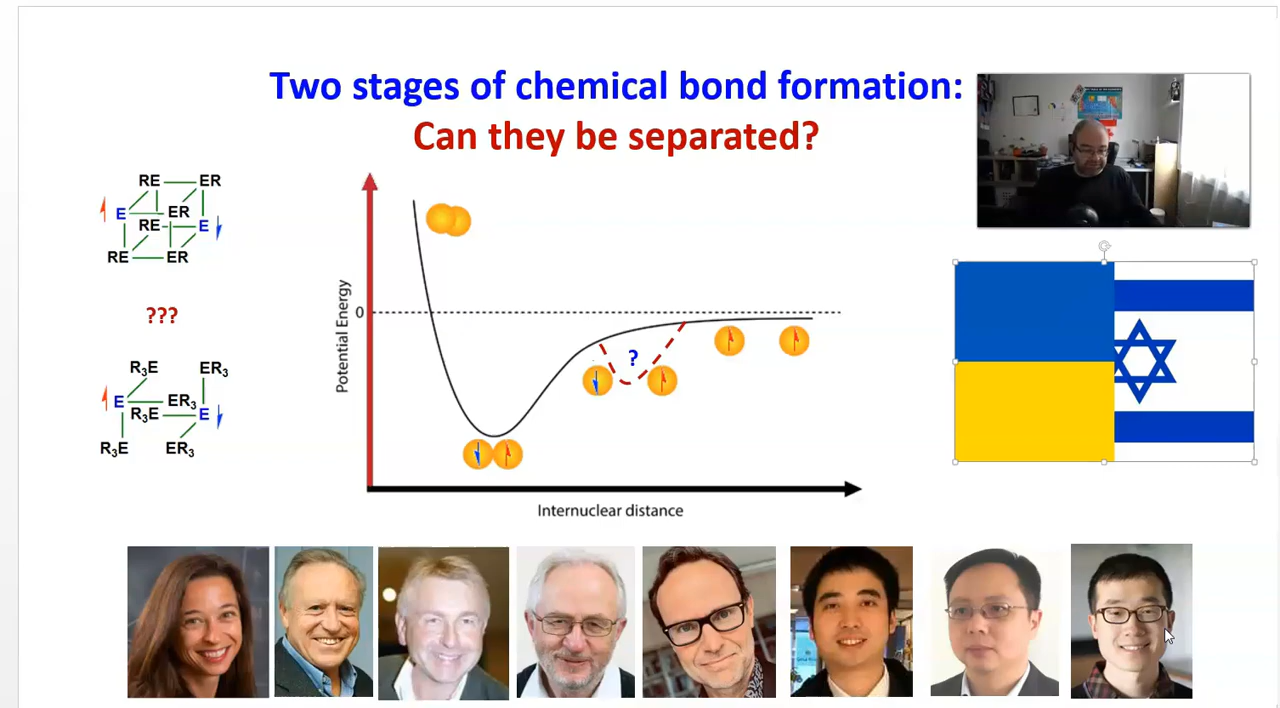 Two stages of chemical bond formation:
Can they be separated?
RE ER
E ER
RE E
RE ER
???
R3E ER3
E ER3
R3E E
R3E ER3
Potential Energy
0
?
Internuclear distance